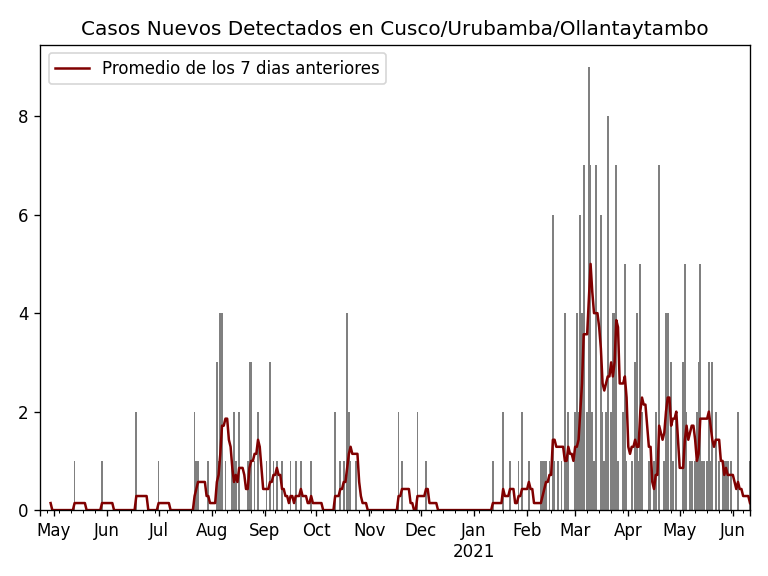 Casos Nuevos Detectados en Cusco/Urubamba/Ollantaytambo
Promedio de los 7 dias anteriores
8
6
4
2
0
May Jun Jul Aug Sep Oct Nov Dec Jan Feb Mar Apr May Jun
2021